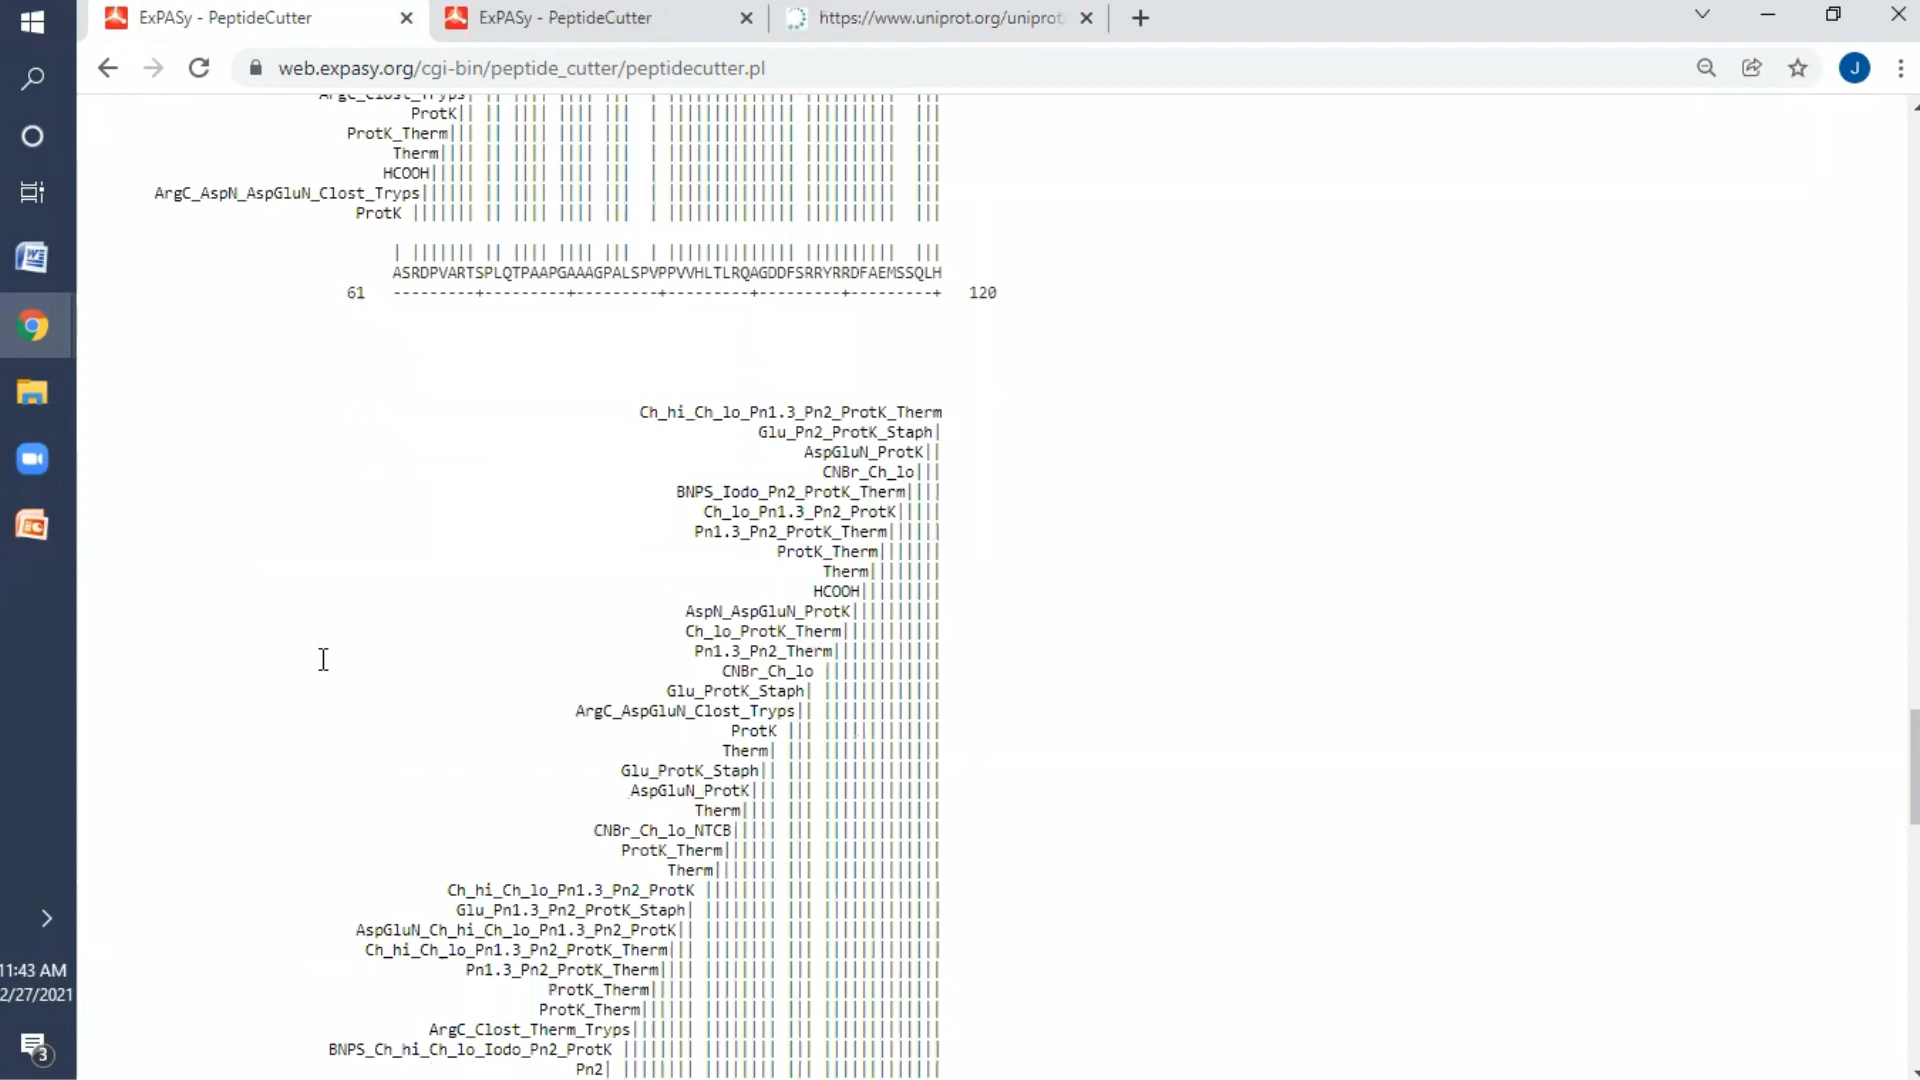 ExPASy - PeptideCutter
ExPASy - PeptideCutter
https://www.uniprot.org/uniprot
web.expasy.org/cgi-bin/peptide_cutter/peptidecutter.pl
J
ArgC_Clost_Tryps
ProtK
ProtK_Therm
Therm
HCOOH
ArgC_AspN_AspGluN_Clost_Tryps
ProtK
ASRDPVARTSPLQTPAAPGAAAGPALSPVPPVVHLTLRQAGDDFSRRYRRDFAEMSSQLH
61 ---------+---------+---------+---------+---------+---------+ 120
Ch_hi_Ch_lo_Pn1.3_Pn2_ProtK_Therm
Glu_Pn2_ProtK_Staph
AspGluN_ProtK
CNBr_Ch_lo
BNPS_Iodo_Pn2_ProtK_Therm
Ch_lo_Pn1.3_Pn2_ProtK
Pn1.3_Pn2_ProtK_Therm
ProtK_Therm
Therm
HCOOH
AspN_AspGluN_ProtK
Ch_lo_ProtK_Therm
Pn1.3_Pn2_Therm
CNBr_Ch_lo
Glu_ProtK_Staph
ArgC_AspGluN_Clost_Tryps
ProtK
Therm
Glu_ProtK_Staph
AspGluN_ProtK
Therm
CNBr_Ch_lo_NTCB
ProtK_Therm
Therm
Ch_hi_Ch_lo_Pn1.3_Pn2_ProtK
Glu_Pn1.3_Pn2_ProtK_Staph
AspGluN_Ch_hi_Ch_lo_Pn1.3_Pn2_ProtK
Ch_hi_Ch_lo_Pn1.3_Pn2_ProtK_Therm
Pn1.3_Pn2_ProtK_Therm
ProtK_Therm
ProtK_Therm
ArgC_Clost_Therm_Tryps
BNPS_Ch_hi_Ch_lo_Iodo_Pn2_ProtK
Pn2
11:43 AM
2/27/2021
3